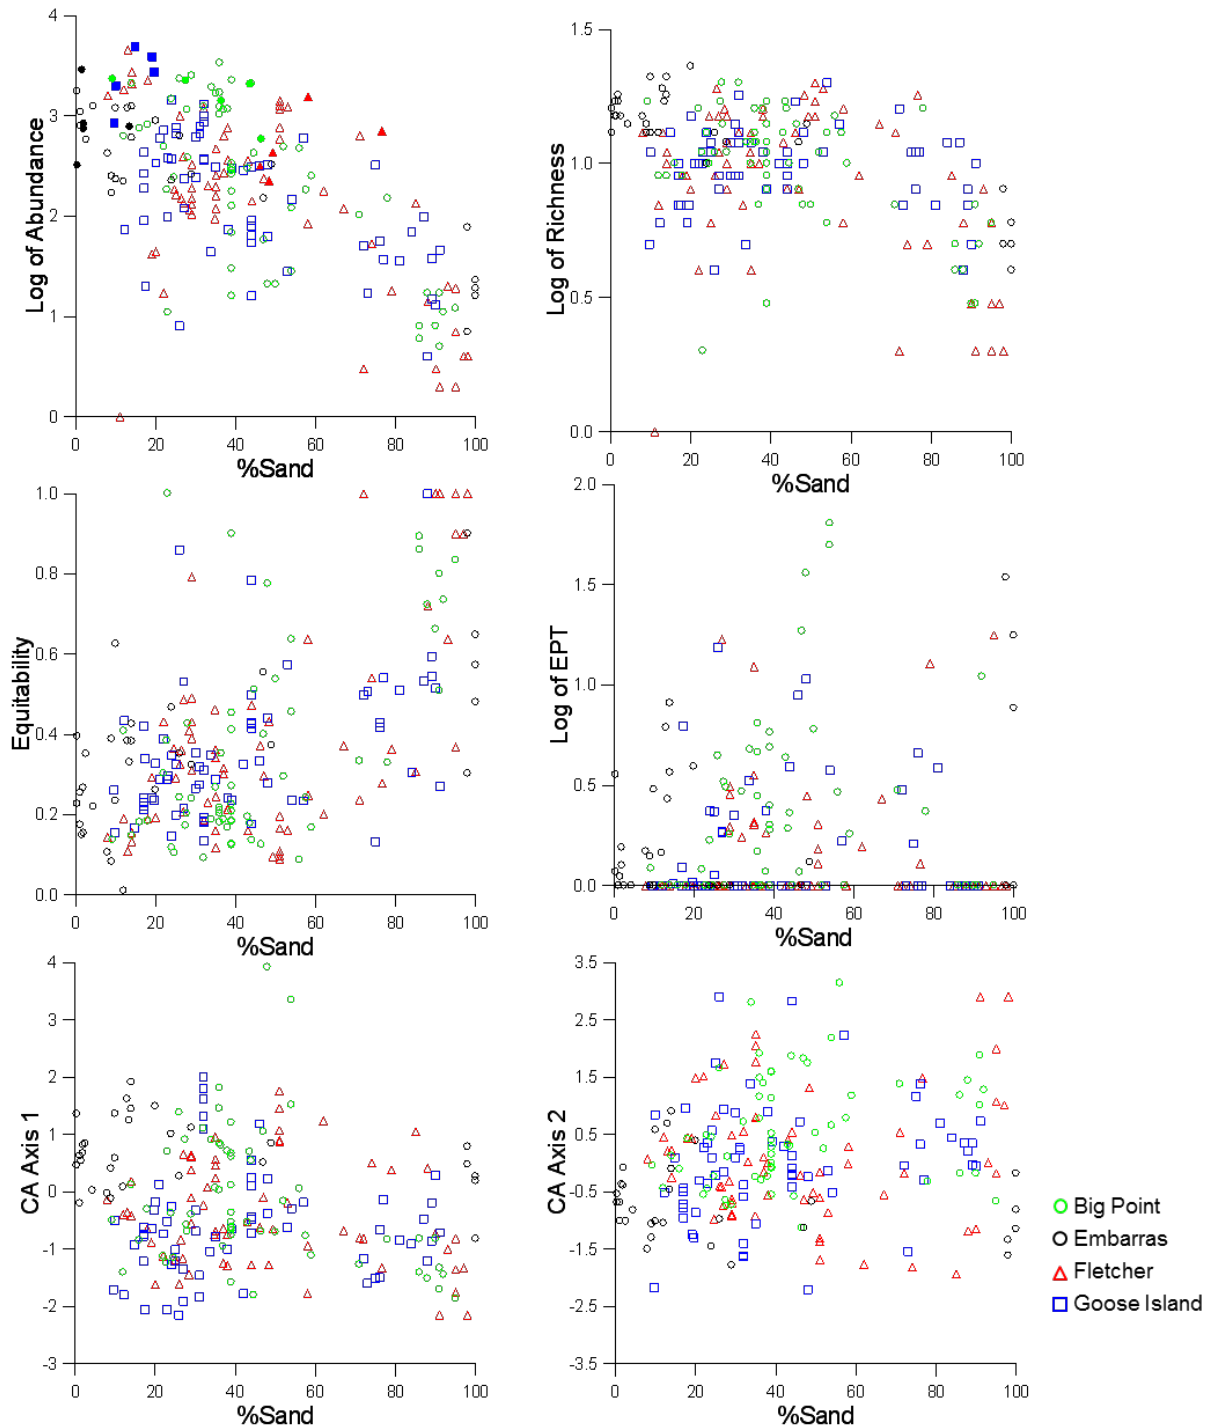 4
3
2
1
0
Log of Abundance
0 20 40 60 80 100
%Sand
1.5
1.0
0.5
0.0
Log of Richness
0 20 40 60 80 100
%Sand
1.0
0.8
0.6
0.4
0.2
0.0
Equitability
0 20 40 60 80 100
%Sand
2.0
1.5
1.0
0.5
0.0
Log of EPT
0 20 40 60 80 100
%Sand
4
3
2
1
0
-1
-2
-3
CA Axis 1
0 20 40 60 80 100
%Sand
3.5
2.5
1.5
0.5
-0.5
-1.5
-2.5
-3.5
CA Axis 2
0 20 40 60 80 100
%Sand
Big Point
Embarras
Fletcher
Goose Island